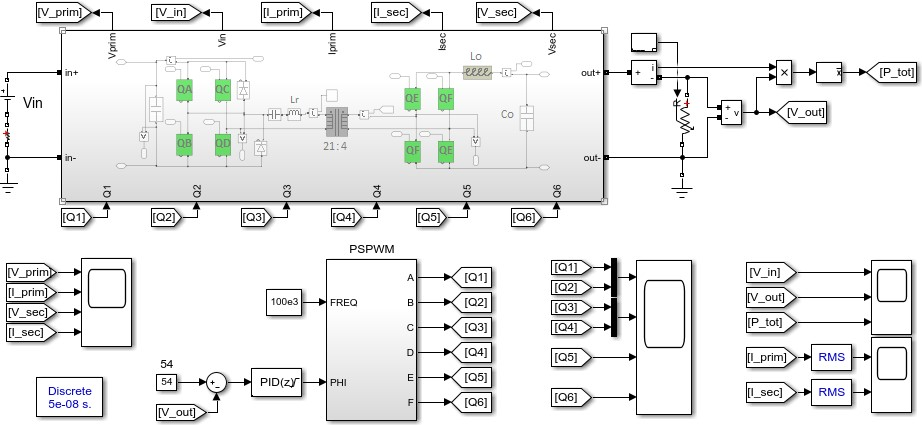 [V_prim]
[V_in]
[I_prim]
[I_sec]
[V_sec]
Vprim
Vin
Iprim
Isec
Vsec
in+
in-
Vin
QA
QC
QB
QD
Lr
21:4
QE
QF
QF
QE
Lo
Co
out+
out-
+
i
-
R
+
+
-
v
×
[P_tot]
[V_out]
Q1
Q2
Q3
Q4
Q5
Q6
[Q1]
[Q2]
[Q3]
[Q4]
[Q5]
[Q6]
[V_prim]
[I_prim]
[V_sec]
[I_sec]
Discrete
5e-08 s.
PSPWM
100e3
FREQ
54
54
[V_out]
PID(z)
PHI
A
B
C
D
E
F
[Q1]
[Q2]
[Q3]
[Q4]
[Q5]
[Q6]
[Q1]
[Q2]
[Q3]
[Q4]
[Q5]
[Q6]
[V_in]
[V_out]
[P_tot]
[I_prim]
RMS
[I_sec]
RMS